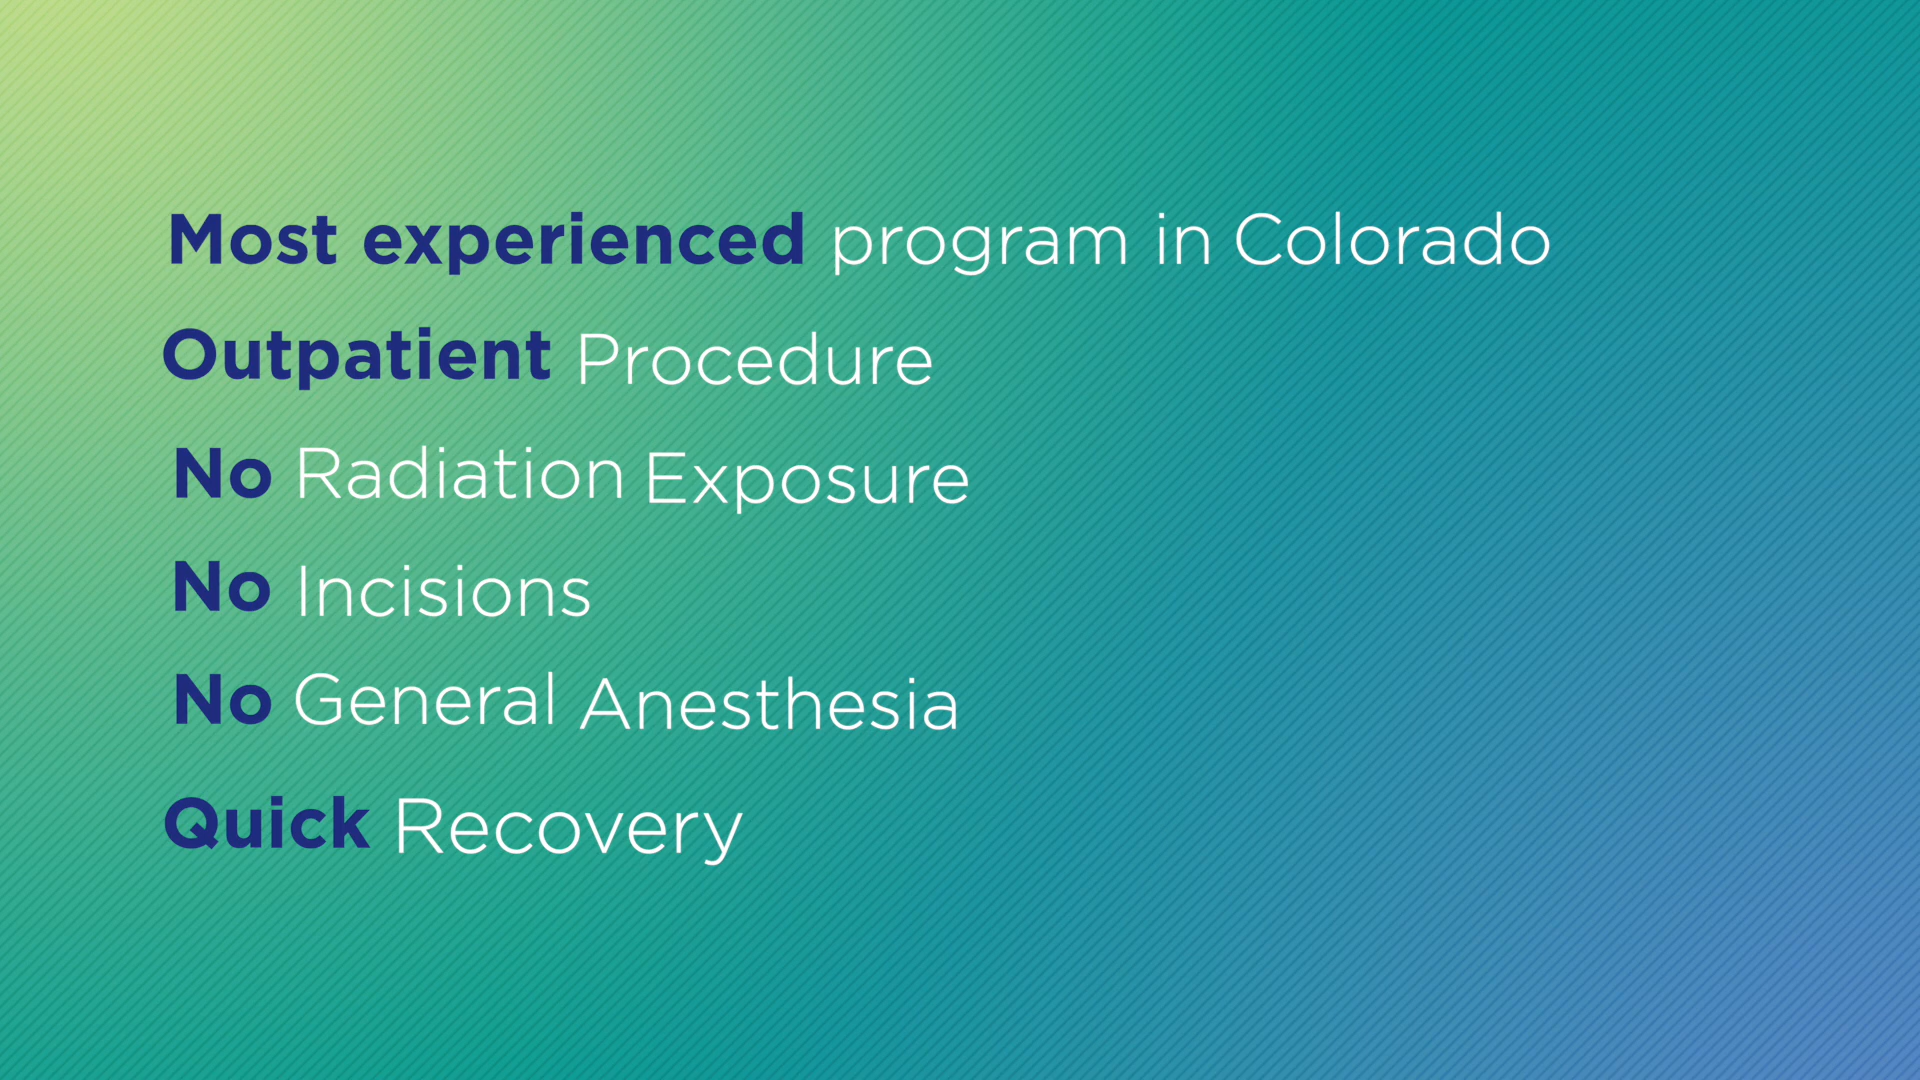 Most experienced program in Colorado
Outpatient Procedure
No Radiation Exposure
No Incisions
No General Anesthesia
Quick Recovery